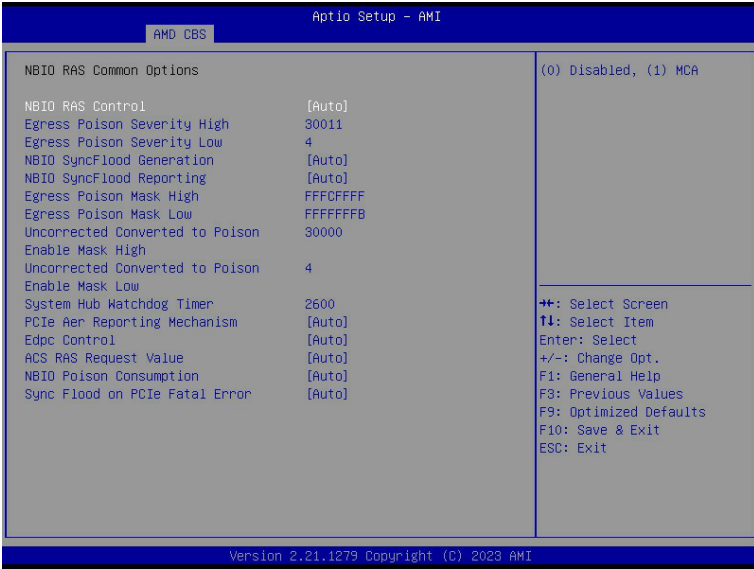 Aptio Setup - AMI
AMD CBS
NBIO RAS Common Options
(0) Disabled, (1) MCA
NBIO RAS Control [Auto]
Egress Poison Severity High 30011
Egress Poison Severity Low 4
NBIO SyncFlood Generation [Auto]
NBIO SyncFlood Reporting [Auto]
Egress Poison Mask High FFFCFFFF
Egress Poison Mask Low FFFFFFFB
Uncorrected Converted to Poison 30000
Enable Mask High
Uncorrected Converted to Poison 4
Enable Mask Low
System Hub Watchdog Timer 2600
PCIe Aer Reporting Mechanism [Auto]
Edpc Control [Auto]
ACS RAS Request Value [Auto]
NBIO Poison Consumption [Auto]
Sync Flood on PCIe Fatal Error [Auto]
→←: Select Screen
↑↓: Select Item
Enter: Select
+/-: Change Opt.
F1: General Help
F3: Previous Values
F9: Optimized Defaults
F10: Save & Exit
ESC: Exit
Version 2.21.1279 Copyright (C) 2023 AMI